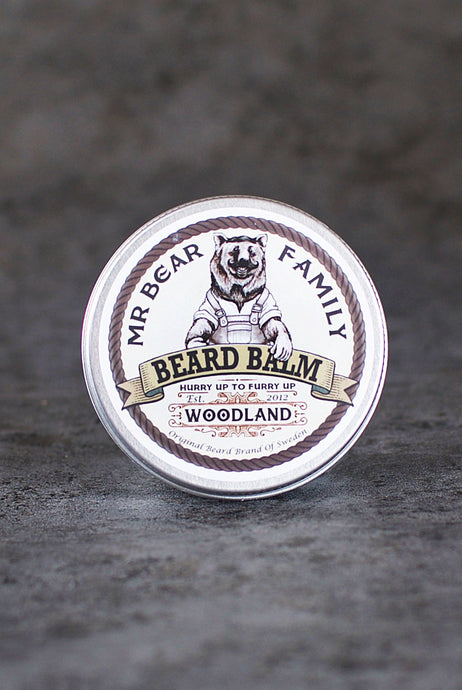 MR BEAR FAMILY
BEARD BALM
HURRY UP TO FURRY UP
Est. 2012
WOODLAND
Original Beard Brand Of Sweden